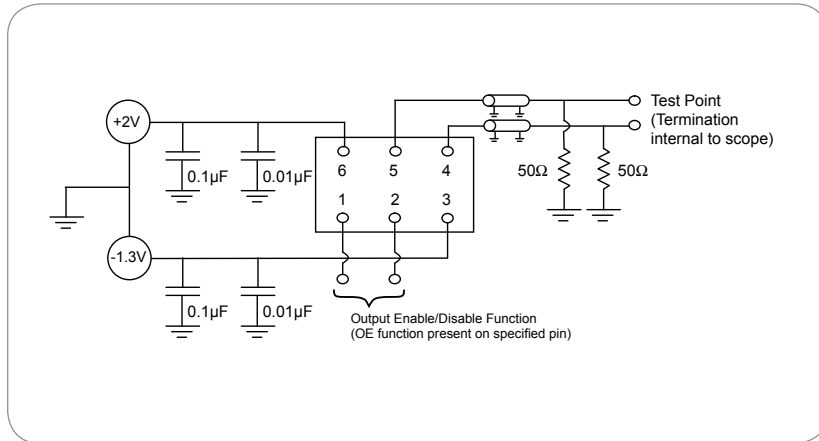 +2V
0.1µF
0.01µF
6
5
4
1
2
3
Test Point
(Termination
internal to scope)
50Ω
50Ω
-1.3V
0.1µF
0.01µF
Output Enable/Disable Function
(OE function present on specified pin)